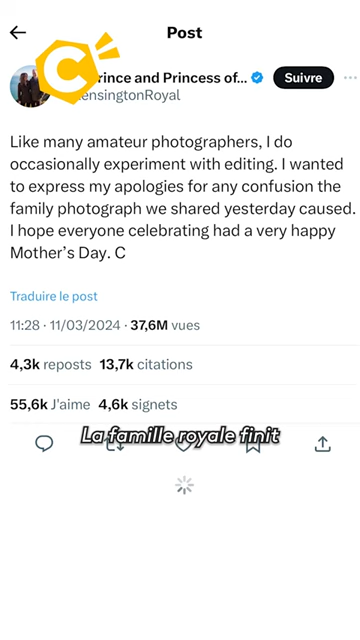 Post
rince and Princess of...
Suivre
ensingtonRoyal
Like many amateur photographers, I do
occasionally experiment with editing. I wanted
to express my apologies for any confusion the
family photograph we shared yesterday caused.
I hope everyone celebrating had a very happy
Mother's Day. C
Traduire le post
11:28 · 11/03/2024 · 37,6M vues
4,3k reposts 13,7k citations
55,6k J'aime 4,6k signets
La famille royale finit